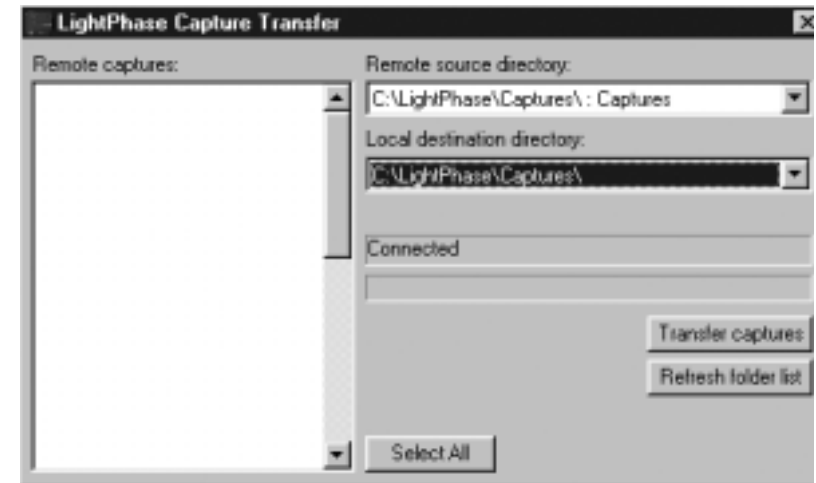 LightPhase Capture Transfer
Remote captures:
Remote source directory:
C:\LightPhase\Captures\ : Captures
Local destination directory:
C:\LightPhase\Captures\
Connected
Transfer captures
Refresh folder list
Select All